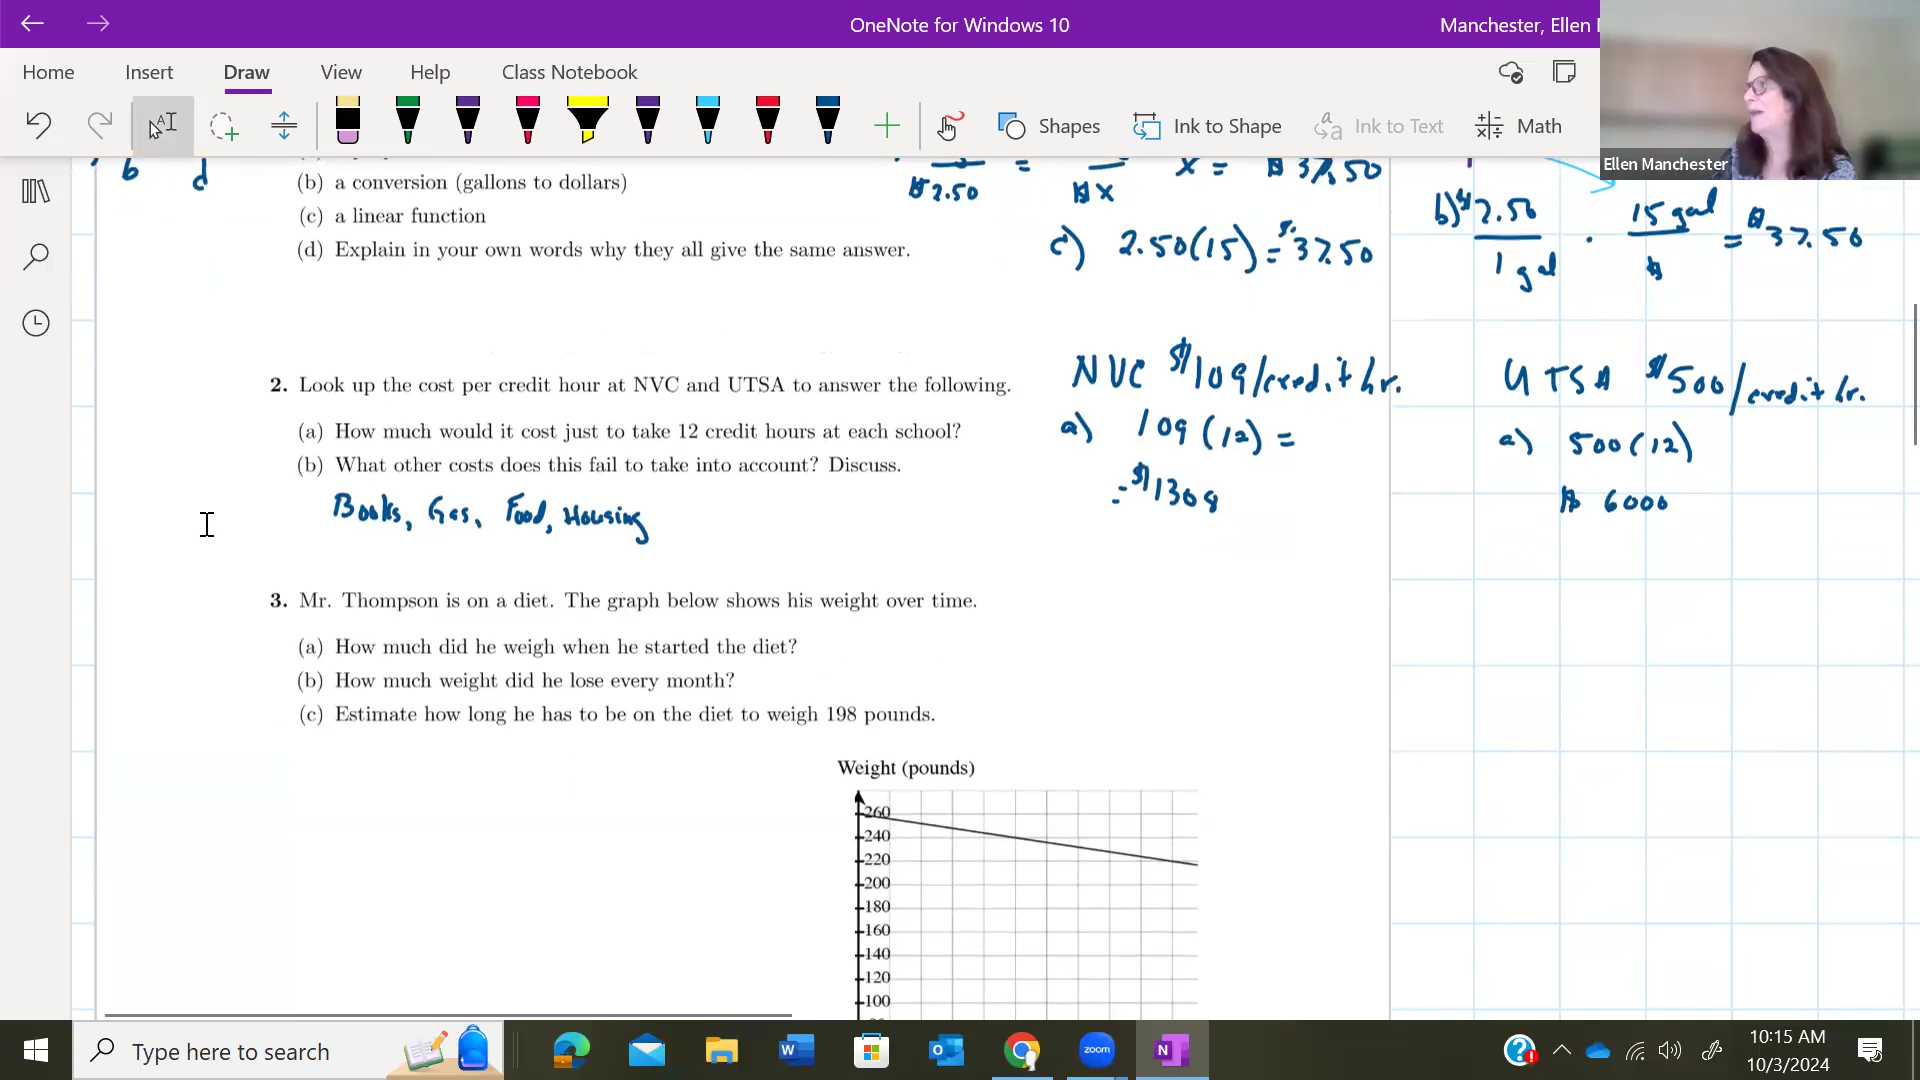 OneNote for Windows 10
Manchester, Ellen
Home Insert Draw View Help Class Notebook
Shapes Ink to Shape Ink to Text Math
Ellen Manchester
b d
(b) a conversion (gallons to dollars)
(c) a linear function
(d) Explain in your own words why they all give the same answer.
$2.50 = $x x = $37.50
c) 2.50(15) = $37.50
b) $2.50 / 1 gal · 15 gal = $37.50
2. Look up the cost per credit hour at NVC and UTSA to answer the following.
(a) How much would it cost just to take 12 credit hours at each school?
(b) What other costs does this fail to take into account? Discuss.
Books, Gas, Food, Housing
NVC $109/credit hr.
a) 109 (12) =
= $1308
UTSA $500/credit hr.
a) 500(12)
$6000
3. Mr. Thompson is on a diet. The graph below shows his weight over time.
(a) How much did he weigh when he started the diet?
(b) How much weight did he lose every month?
(c) Estimate how long he has to be on the diet to weigh 198 pounds.
Weight (pounds)
260
240
220
200
180
160
140
120
100
Type here to search
zoom
10:15 AM
10/3/2024